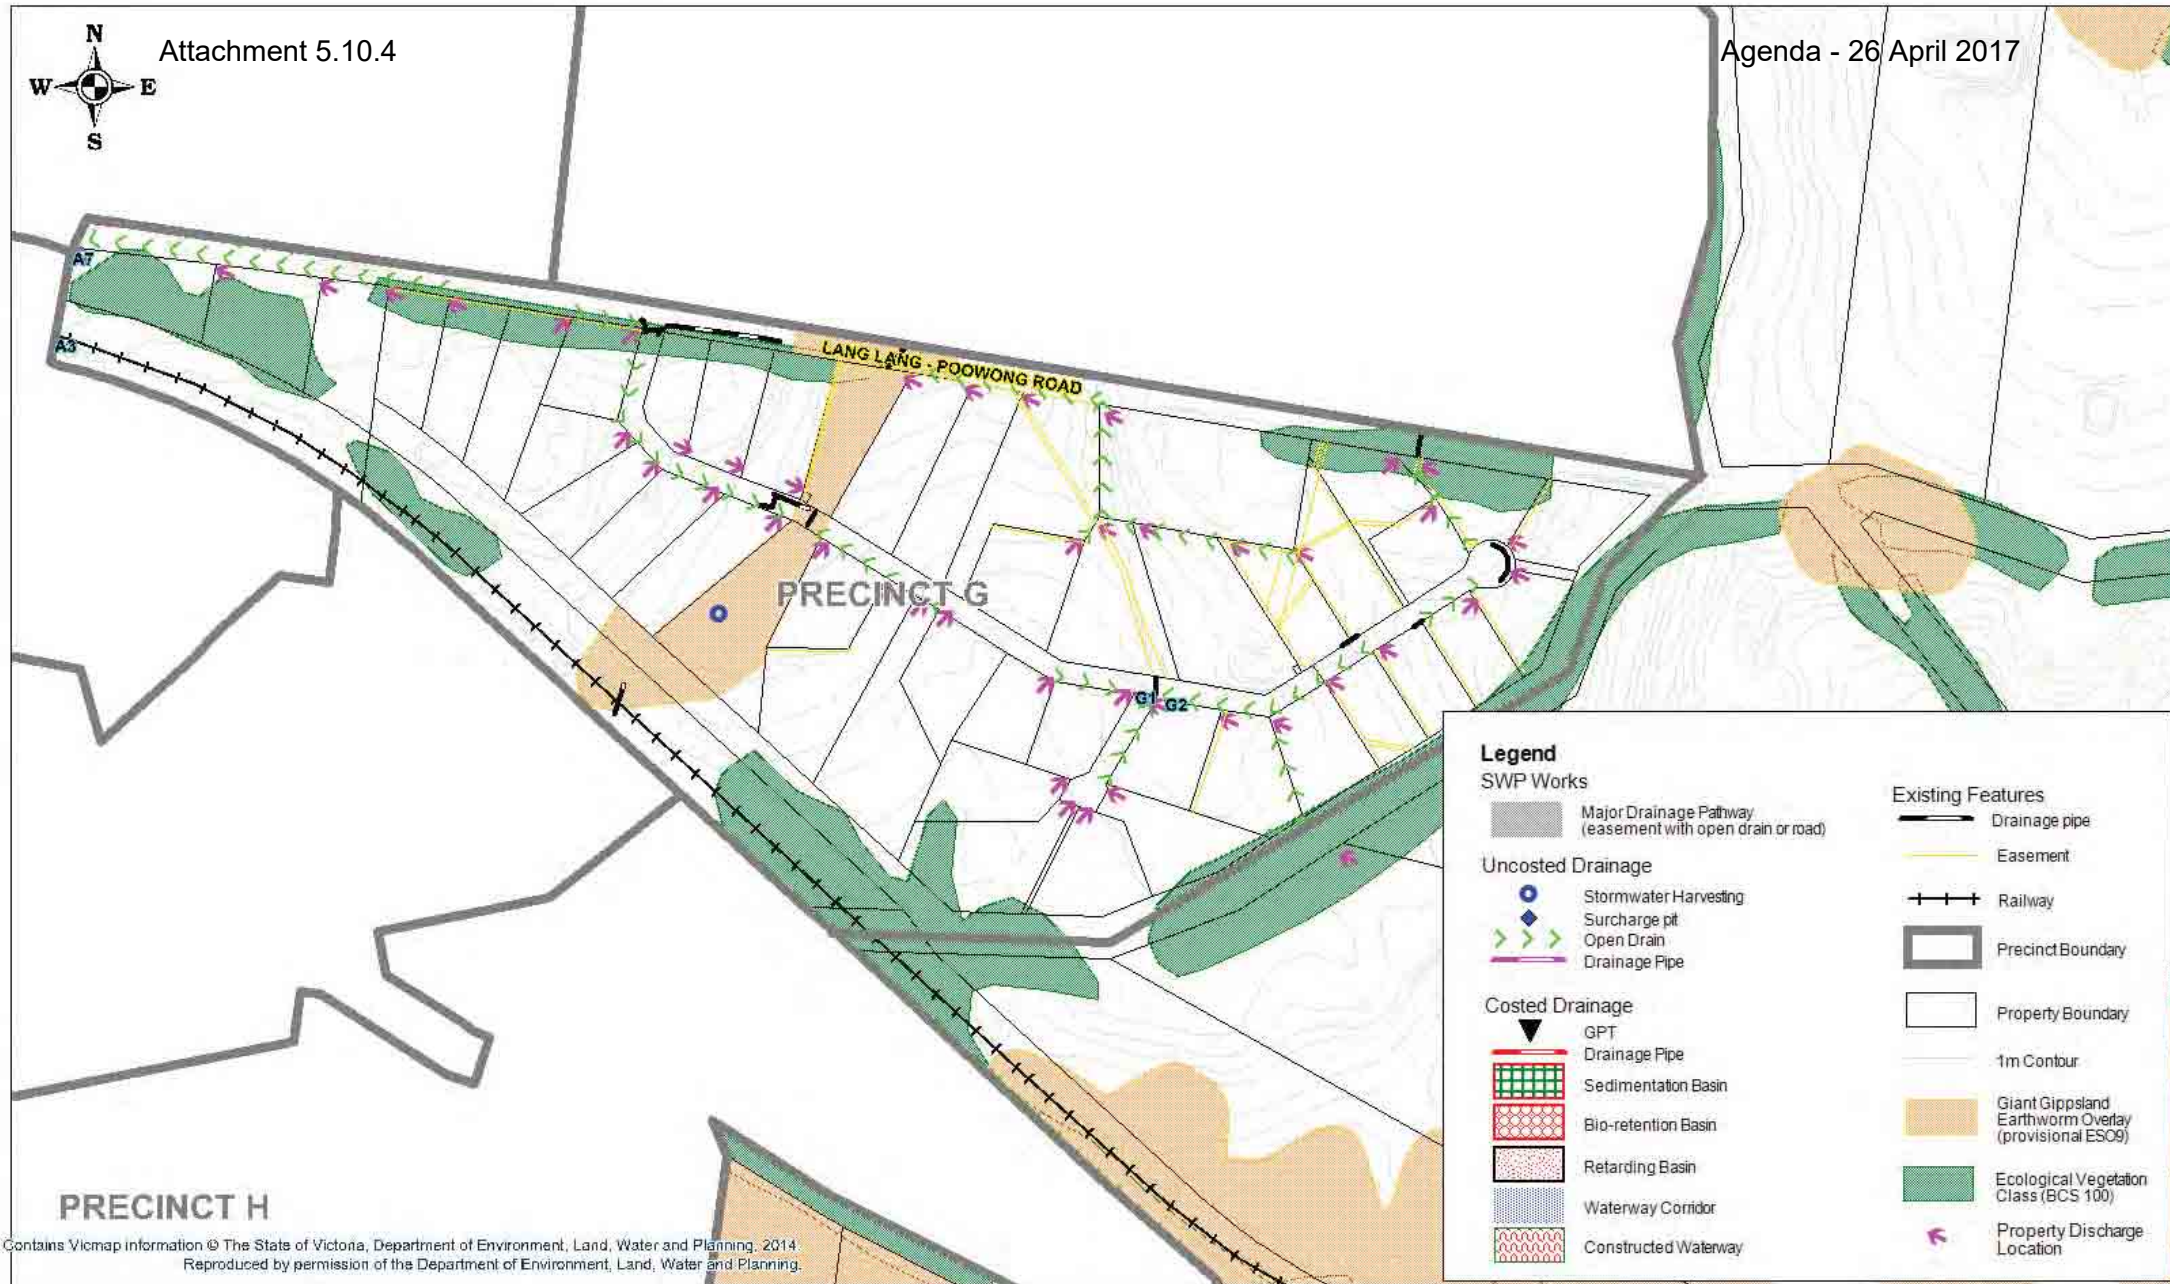 Attachment 5.10.4
Agenda - 26 April 2017
N
W
E
S
A7
A3
LANG LANG - POOWONG ROAD
PRECINCT G
G1
G2
PRECINCT H
Contains Vicmap information © The State of Victoria, Department of Environment, Land, Water and Planning, 2014.
Reproduced by permission of the Department of Environment, Land, Water and Planning.
Legend
SWP Works
Major Drainage Pathway
(easement with open drain or road)
Uncosted Drainage
Stormwater Harvesting
Surcharge pit
Open Drain
Drainage Pipe
Costed Drainage
GPT
Drainage Pipe
Sedimentation Basin
Bio-retention Basin
Retarding Basin
Waterway Corridor
Constructed Waterway
Existing Features
Drainage pipe
Easement
Railway
Precinct Boundary
Property Boundary
1m Contour
Giant Gippsland
Earthworm Overlay
(provisional ESO9)
Ecological Vegetation
Class (BCS 100)
Property Discharge
Location